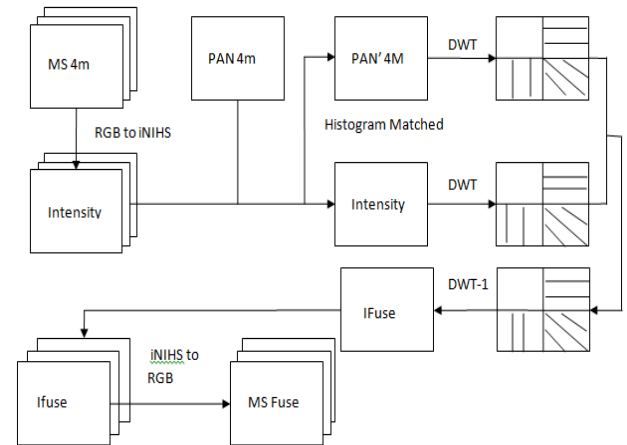 MS 4m
PAN 4m
PAN' 4M
DWT
RGB to iNIHS
Histogram Matched
Intensity
Intensity
DWT
IFuse
DWT-1
Ifuse
iNIHS to
RGB
MS Fuse